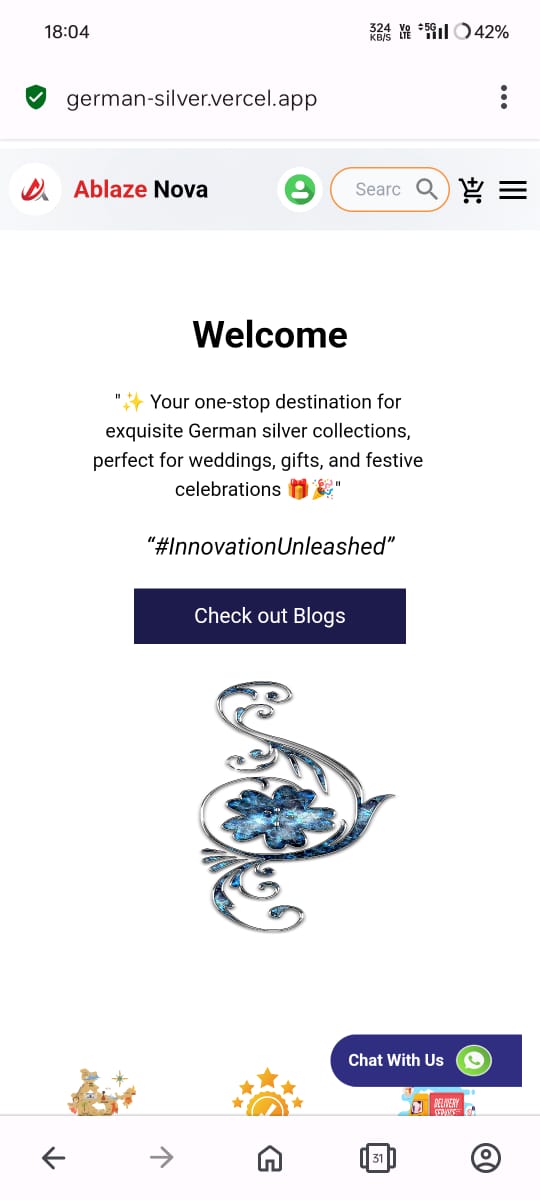 18:04
324 KB/S Vo LTE 5G 42%
german-silver.vercel.app
Ablaze Nova
Searc
Welcome
"✨ Your one-stop destination for
exquisite German silver collections,
perfect for weddings, gifts, and festive
celebrations 🎁🎉"
“#InnovationUnleashed”
Check out Blogs
Chat With Us
DELIVERY
SERVICE
31